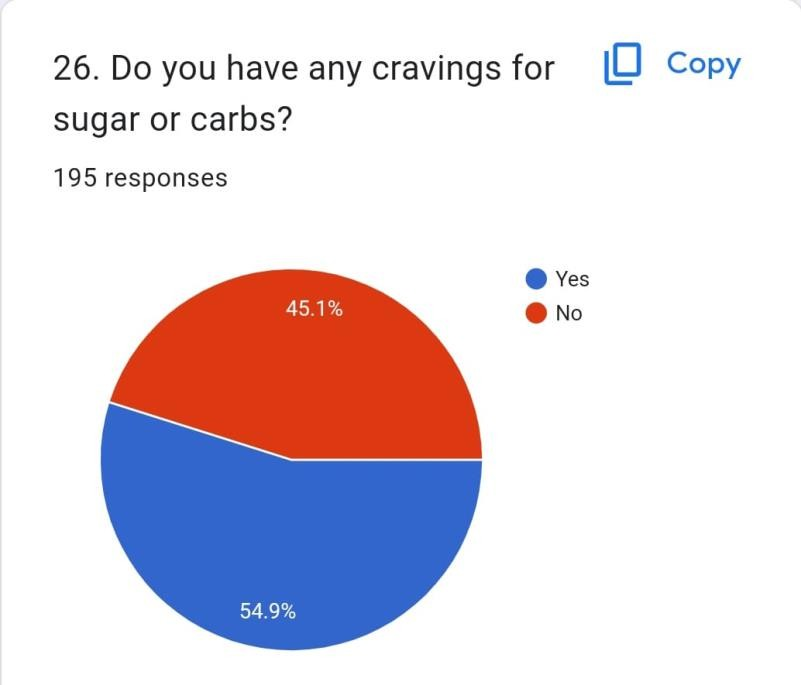 26. Do you have any cravings for
sugar or carbs?
Copy
195 responses
Yes
No
45.1%
54.9%